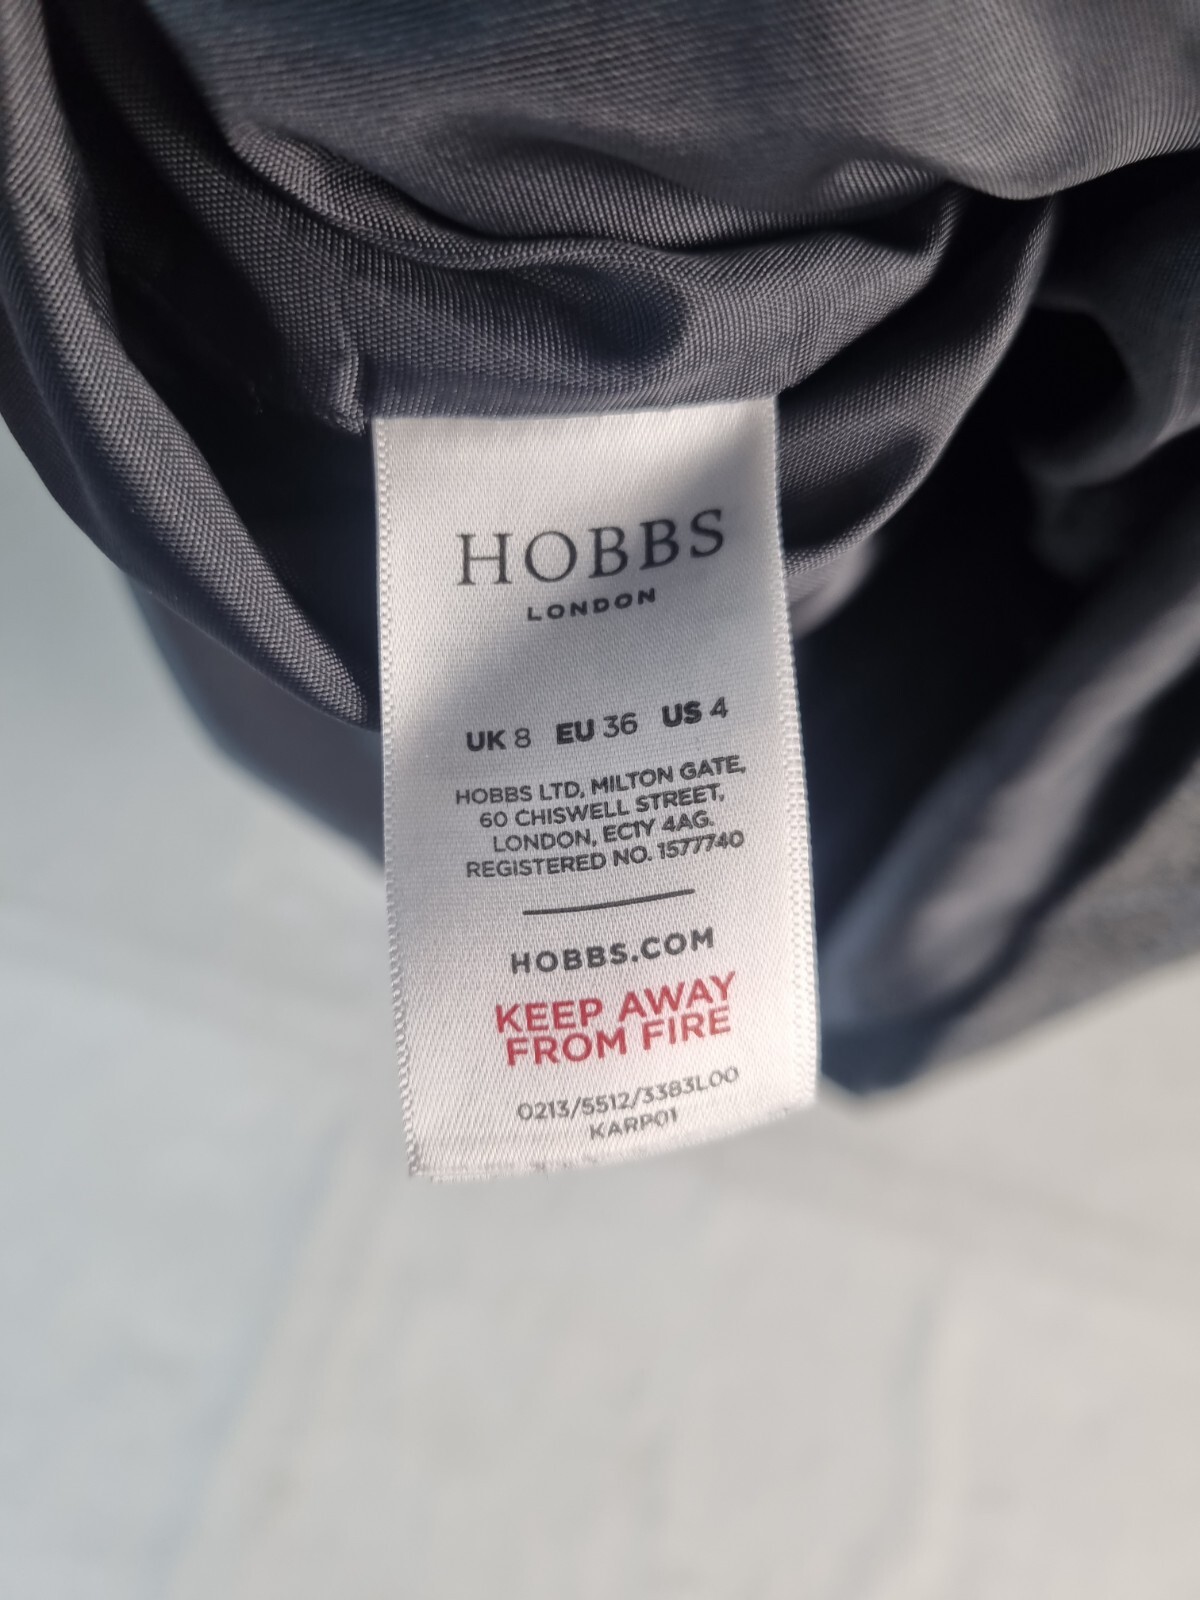 HOBBS
LONDON
UK 8 EU 36 US 4
HOBBS LTD, MILTON GATE,
60 CHISWELL STREET,
LONDON, EC1Y 4AG.
REGISTERED NO. 1577740
HOBBS.COM
KEEP AWAY
FROM FIRE
0213/5512/3383L00
KARP01